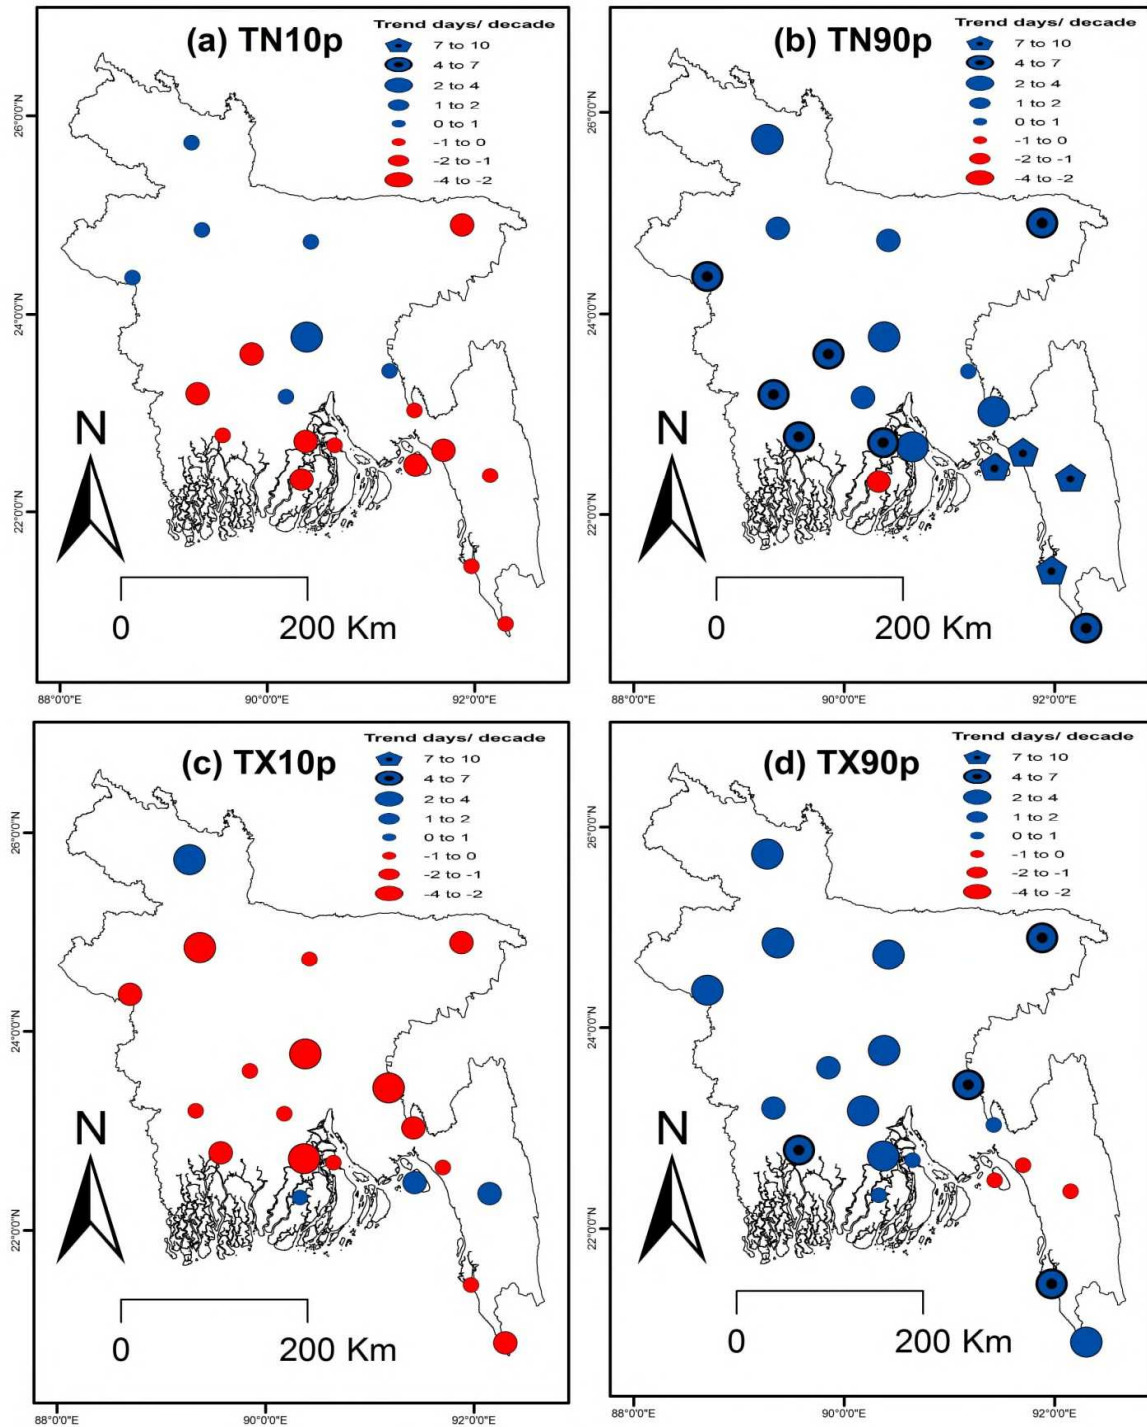 Trend days/ decade
(a) TN10p
7 to 10
4 to 7
2 to 4
1 to 2
0 to 1
-1 to 0
-2 to -1
-4 to -2
26°0'0"N
24°0'0"N
22°0'0"N
N
0
200 Km
88°0'0"E
90°0'0"E
92°0'0"E
Trend days/ decade
(b) TN90p
7 to 10
4 to 7
2 to 4
1 to 2
0 to 1
-1 to 0
-2 to -1
-4 to -2
26°0'0"N
24°0'0"N
22°0'0"N
N
0
200 Km
88°0'0"E
90°0'0"E
92°0'0"E
Trend days/ decade
(c) TX10p
7 to 10
4 to 7
2 to 4
1 to 2
0 to 1
-1 to 0
-2 to -1
-4 to -2
26°0'0"N
24°0'0"N
22°0'0"N
N
0
200 Km
88°0'0"E
90°0'0"E
92°0'0"E
Trend days/ decade
(d) TX90p
7 to 10
4 to 7
2 to 4
1 to 2
0 to 1
-1 to 0
-2 to -1
-4 to -2
26°0'0"N
24°0'0"N
22°0'0"N
N
0
200 Km
88°0'0"E
90°0'0"E
92°0'0"E